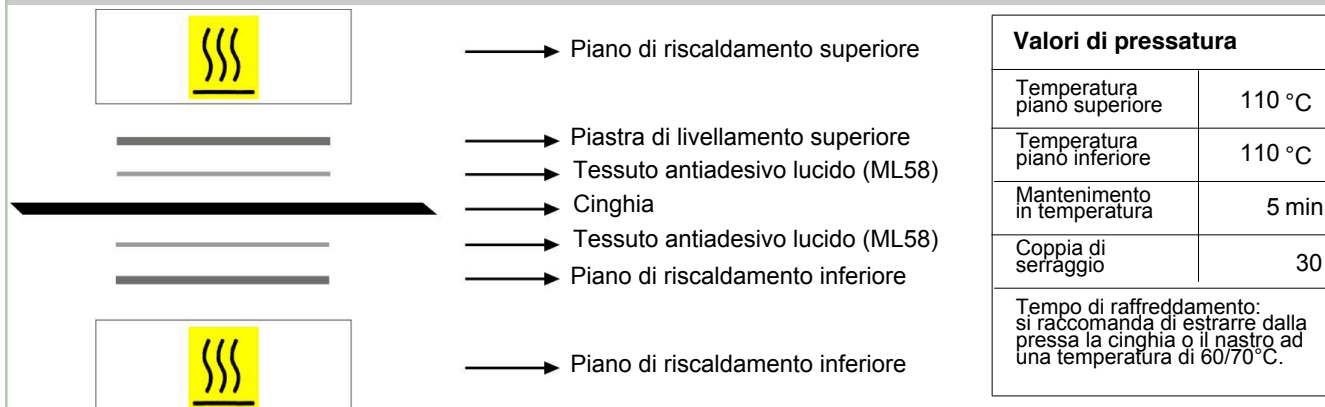 Piano di riscaldamento superiore
Piastra di livellamento superiore
Tessuto antiadesivo lucido (ML58)
Cinghia
Tessuto antiadesivo lucido (ML58)
Piano di riscaldamento inferiore
Piano di riscaldamento inferiore
Valori di pressatura
Temperatura
piano superiore
110 °C
Temperatura
piano inferiore
110 °C
Mantenimento
in temperatura
5 min
Coppia di
serraggio
30
Tempo di raffreddamento:
si raccomanda di estrarre dalla
pressa la cinghia o il nastro ad
una temperatura di 60/70°C.